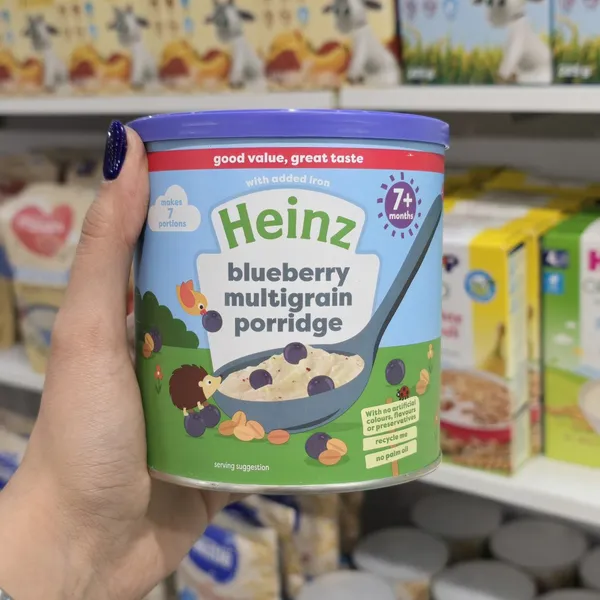 good value, great taste
with added iron
makes
7
portions
7+
months
Heinz
blueberry
multigrain
porridge
With no artificial
colours, flavours
or preservatives
recycle me
no palm oil
serving suggestion